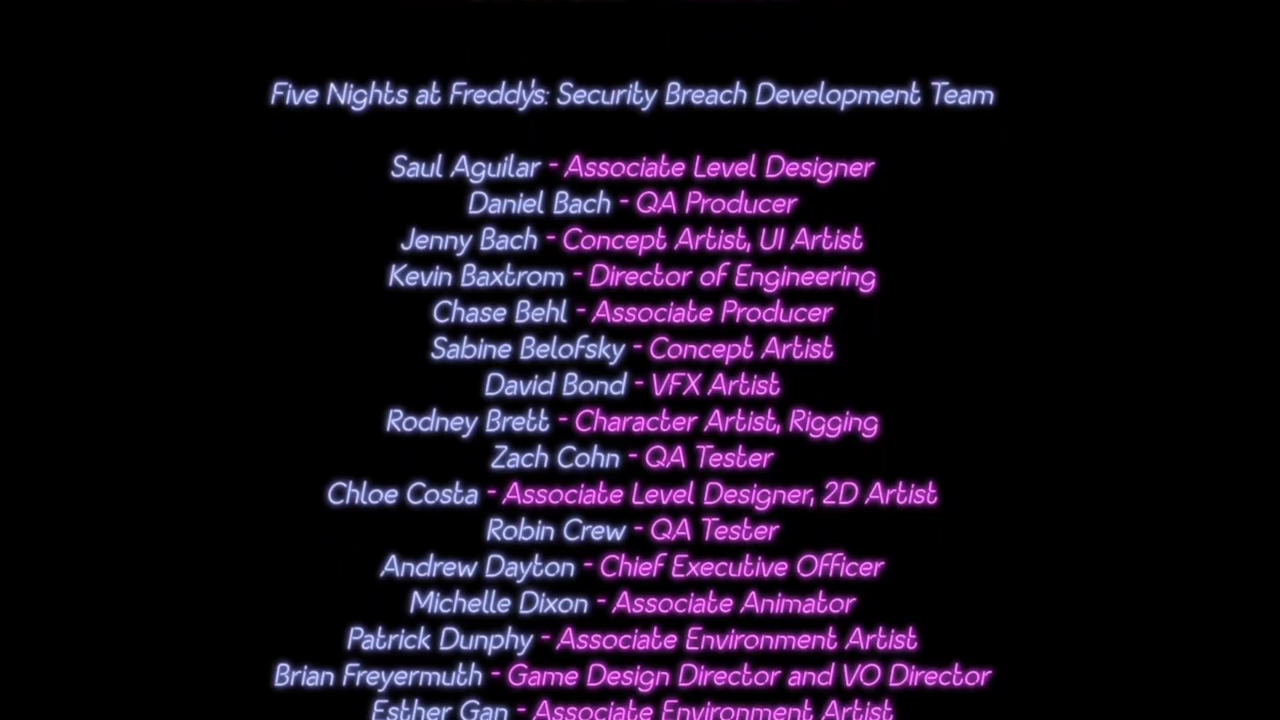 Five Nights at Freddy's: Security Breach Development Team
Saul Aguilar - Associate Level Designer
Daniel Bach - QA Producer
Jenny Bach - Concept Artist, UI Artist
Kevin Baxtrom - Director of Engineering
Chase Behl - Associate Producer
Sabine Belofsky - Concept Artist
David Bond - VFX Artist
Rodney Brett - Character Artist, Rigging
Zach Cohn - QA Tester
Chloe Costa - Associate Level Designer, 2D Artist
Robin Crew - QA Tester
Andrew Dayton - Chief Executive Officer
Michelle Dixon - Associate Animator
Patrick Dunphy - Associate Environment Artist
Brian Freyermuth - Game Design Director and VO Director
Esther Gan - Associate Environment Artist